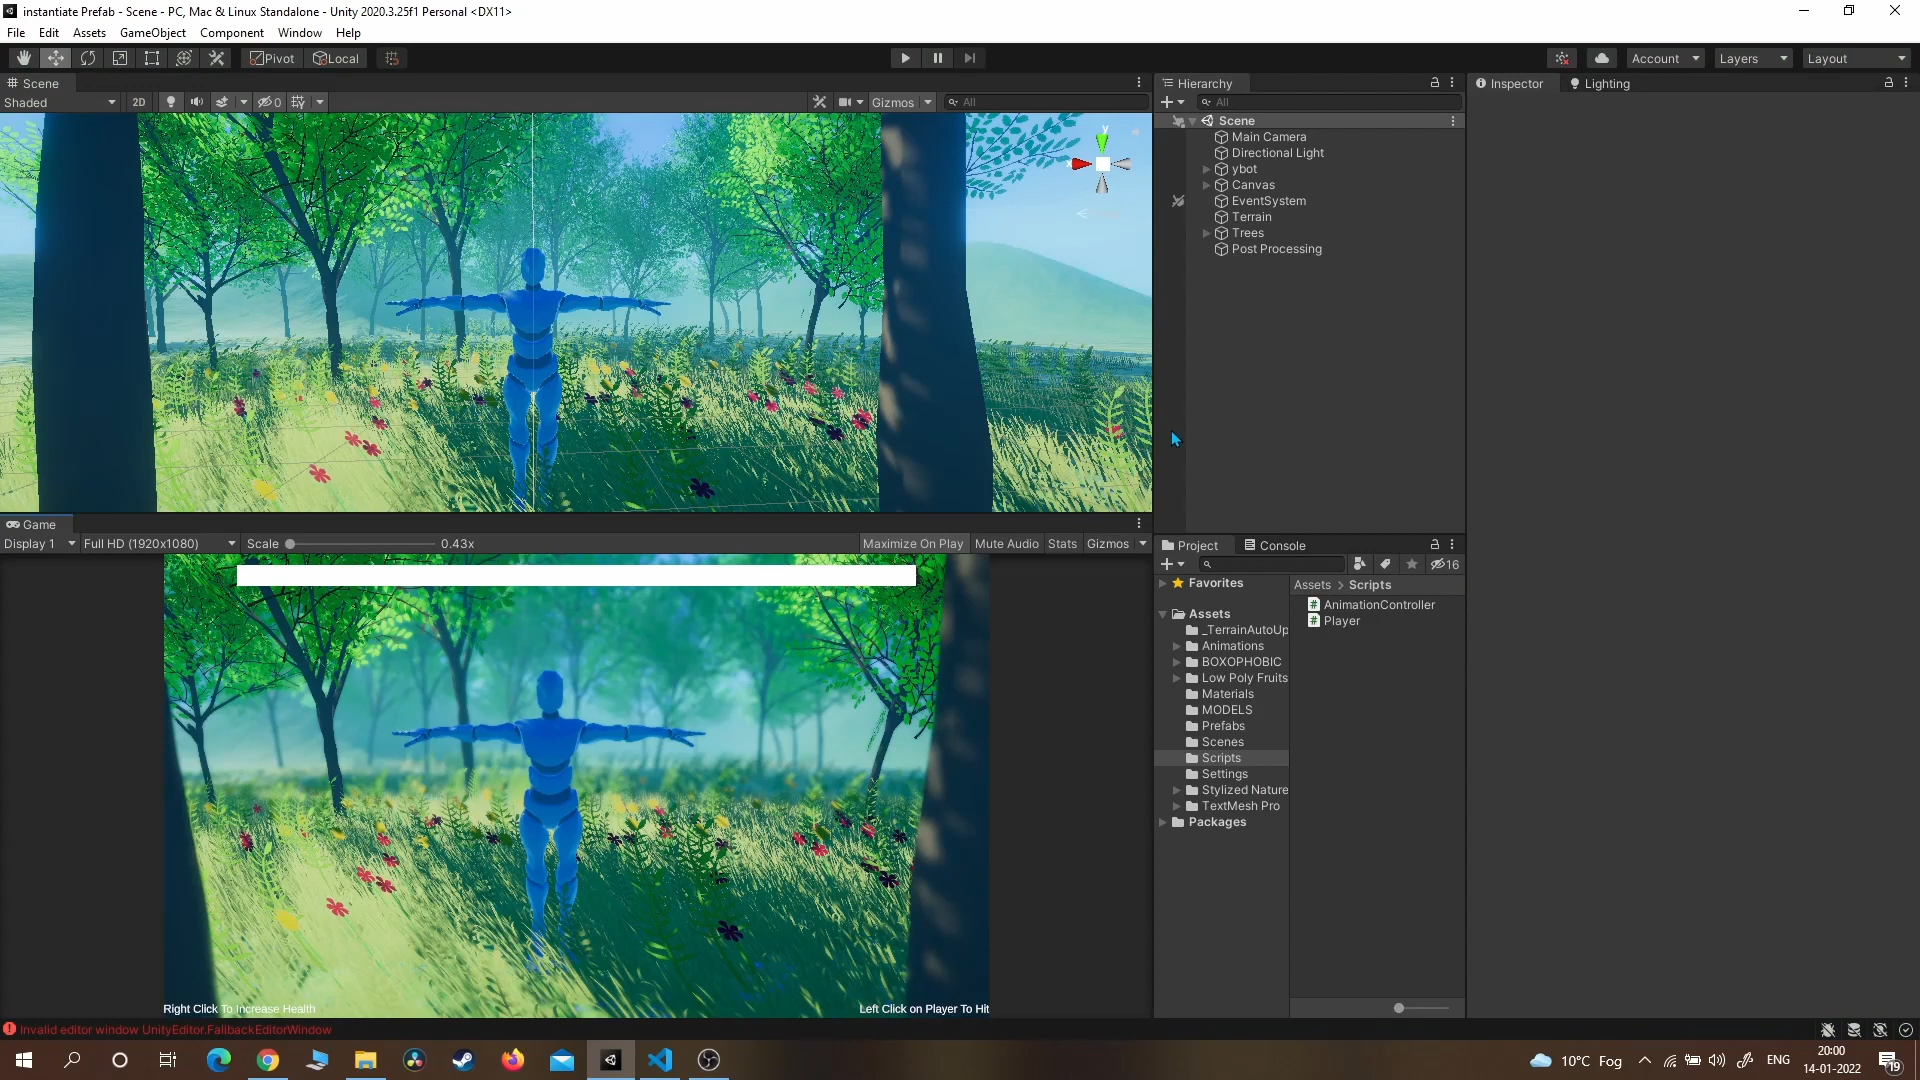 instantiate Prefab - Scene - PC, Mac & Linux Standalone - Unity 2020.3.25f1 Personal <DX11>
File Edit Assets GameObject Component Window Help
Pivot Local Account Layers Layout
Scene
Shaded 2D 0 Gizmos All
y
Hierarchy
All
Scene
Main Camera
Directional Light
ybot
Canvas
EventSystem
Terrain
Trees
Post Processing
Inspector Lighting
Game
Display 1 Full HD (1920x1080) Scale 0.43x Maximize On Play Mute Audio Stats Gizmos
Right Click To Increase Health Left Click on Player To Hit
Project Console
16
Favorites
Assets
_TerrainAutoUp
Animations
BOXOPHOBIC
Low Poly Fruits
Materials
MODELS
Prefabs
Scenes
Scripts
Settings
Stylized Nature
TextMesh Pro
Packages
Assets > Scripts
AnimationController
Player
Invalid editor window UnityEditor.FallbackEditorWindow
10°C Fog ENG
20:00
14-01-2022
19